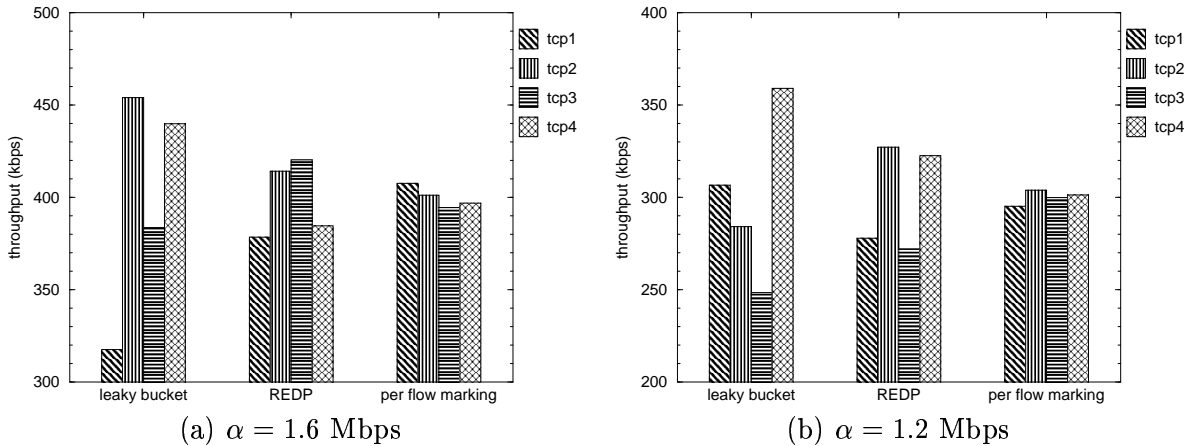 500
450
400
350
300
throughput (kbps)
leaky bucket
REDP
per flow marking
tcp1
tcp2
tcp3
tcp4
(a) α = 1.6 Mbps
400
350
300
250
200
throughput (kbps)
leaky bucket
REDP
per flow marking
tcp1
tcp2
tcp3
tcp4
(b) α = 1.2 Mbps